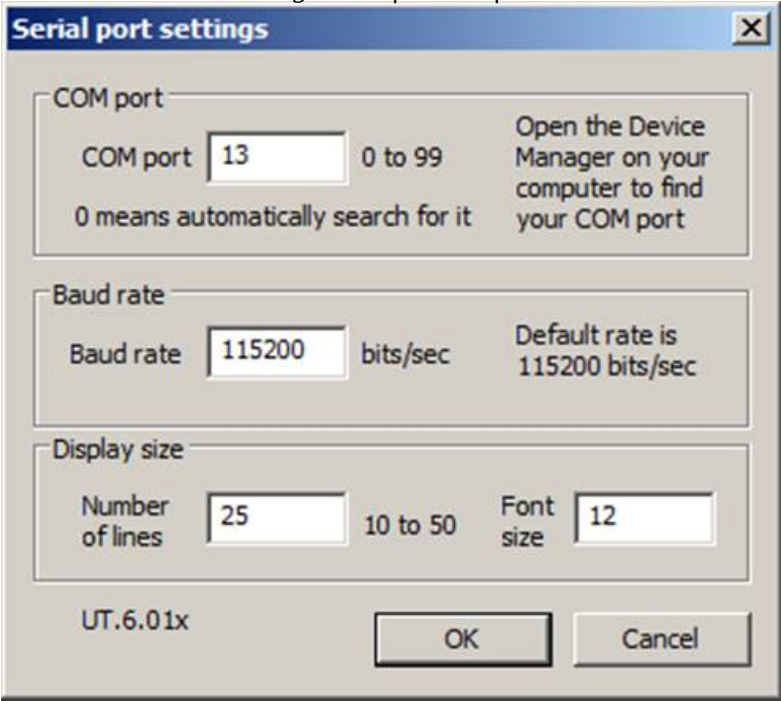 Serial port settings
COM port
COM port 13 0 to 99
Open the Device
Manager on your
computer to find
your COM port
0 means automatically search for it
Baud rate
Baud rate 115200 bits/sec
Default rate is
115200 bits/sec
Display size
Number
of lines
25
10 to 50
Font
size
12
UT.6.01x
OK
Cancel